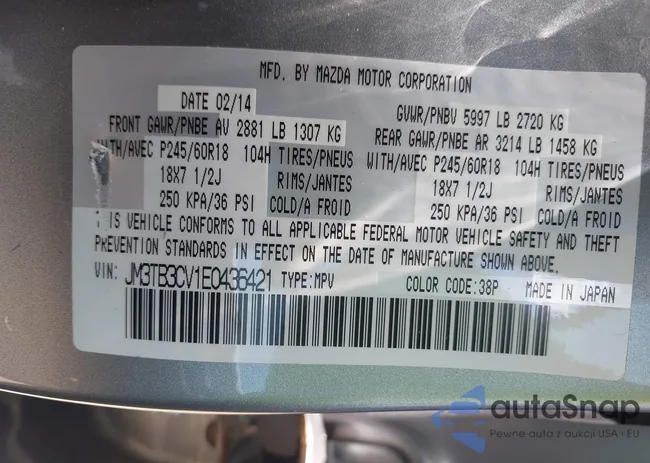 MFD. BY MAZDA MOTOR CORPORATION
DATE 02/14 GVWR/PNBV 5997 LB 2720 KG
FRONT GAWR/PNBE AV 2881 LB 1307 KG REAR GAWR/PNBE AR 3214 LB 1458 KG
WITH/AVEC P245/60R18 104H TIRES/PNEUS WITH/AVEC P245/60R18 104H TIRES/PNEUS
18X7 1/2J RIMS/JANTES 18X7 1/2J RIMS/JANTES
250 KPA/36 PSI COLD/A FROID 250 KPA/36 PSI COLD/A FROID
IS VEHICLE CONFORMS TO ALL APPLICABLE FEDERAL MOTOR VEHICLE SAFETY AND THEFT
PREVENTION STANDARDS IN EFFECT ON THE DATE OF MANUFACTURE SHOWN ABOVE.
VIN: JM3TB3CV1E0436421 TYPE:MPV COLOR CODE:38P MADE IN JAPAN
autaSnap
Pewne auta z aukcji USA i EU